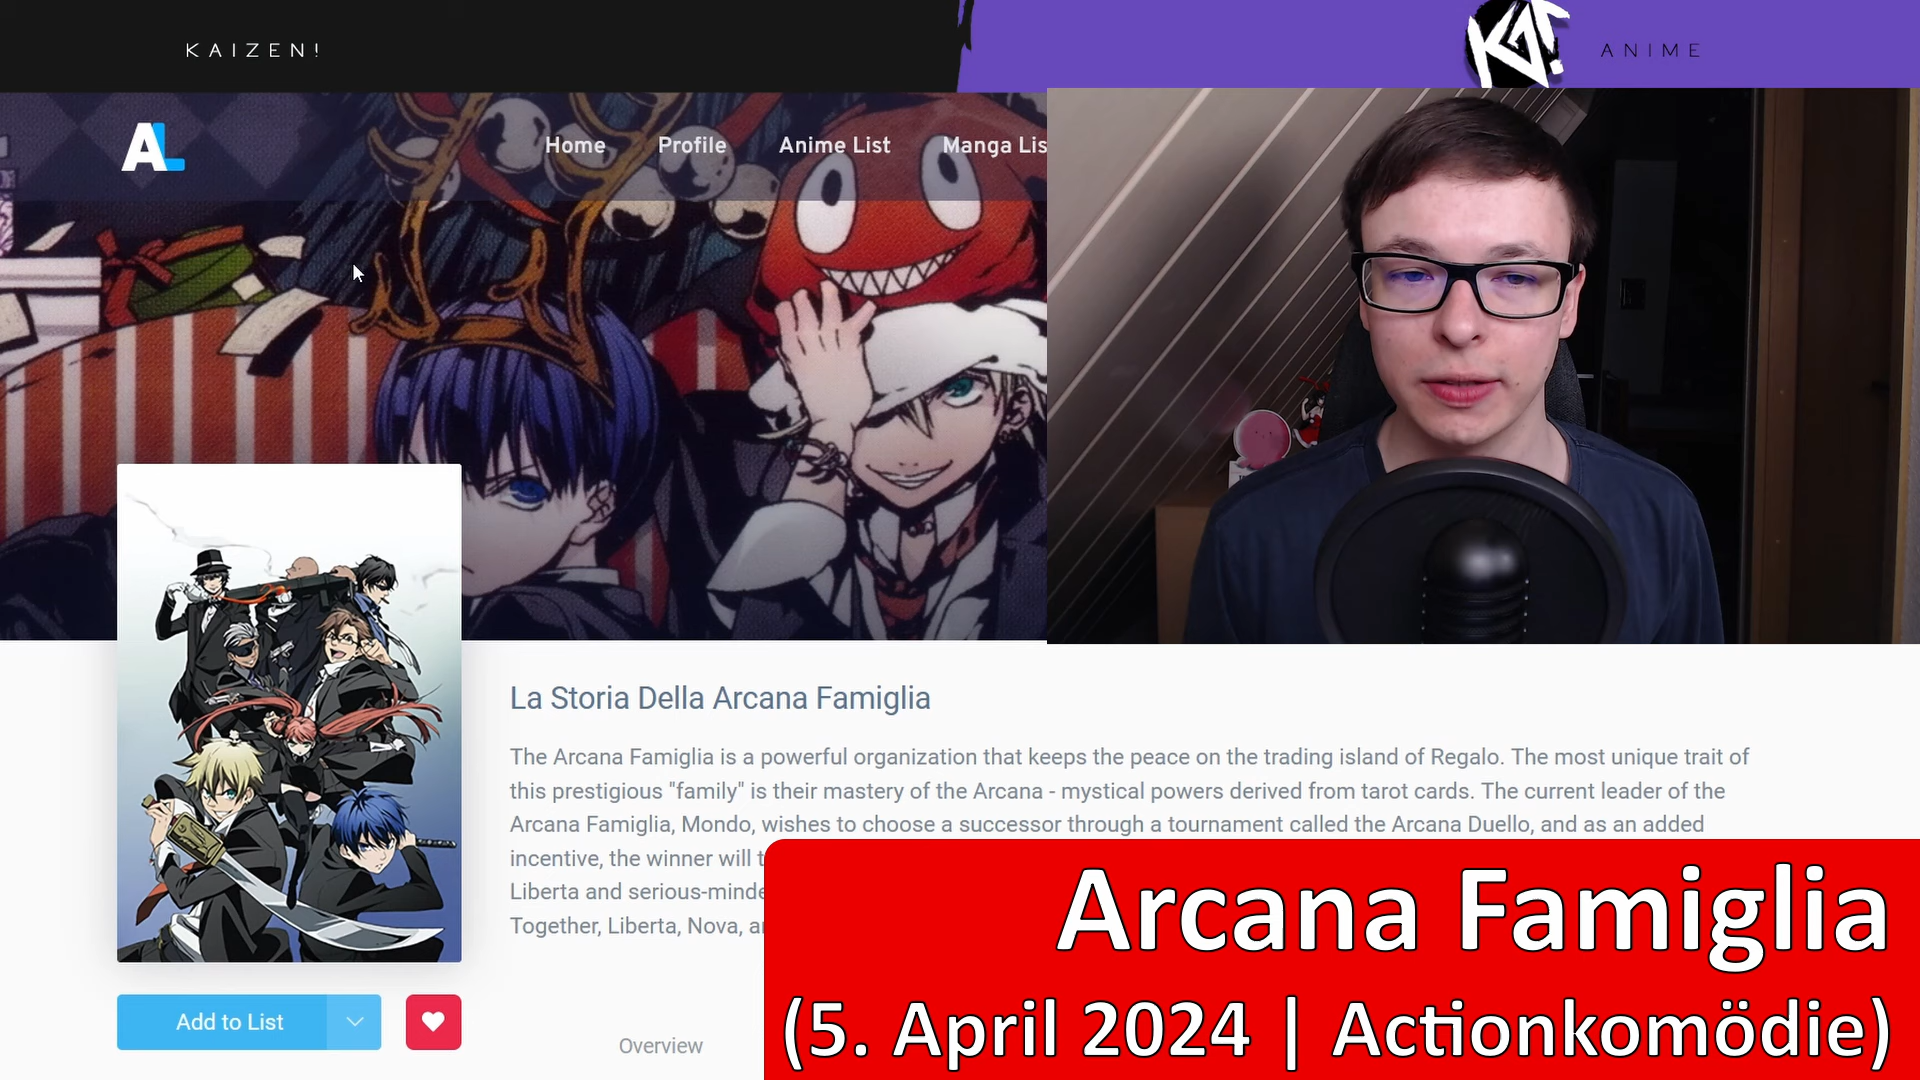 KAIZEN!
KA!
ANIME
AL
Home
Profile
Anime List
Manga Lis
La Storia Della Arcana Famiglia
The Arcana Famiglia is a powerful organization that keeps the peace on the trading island of Regalo. The most unique trait of
this prestigious "family" is their mastery of the Arcana - mystical powers derived from tarot cards. The current leader of the
Arcana Famiglia, Mondo, wishes to choose a successor through a tournament called the Arcana Duello, and as an added
incentive, the winner will t
Liberta and serious-minde
Together, Liberta, Nova, a
Add to List
Overview
Arcana Famiglia
(5. April 2024 | Actionkomödie)